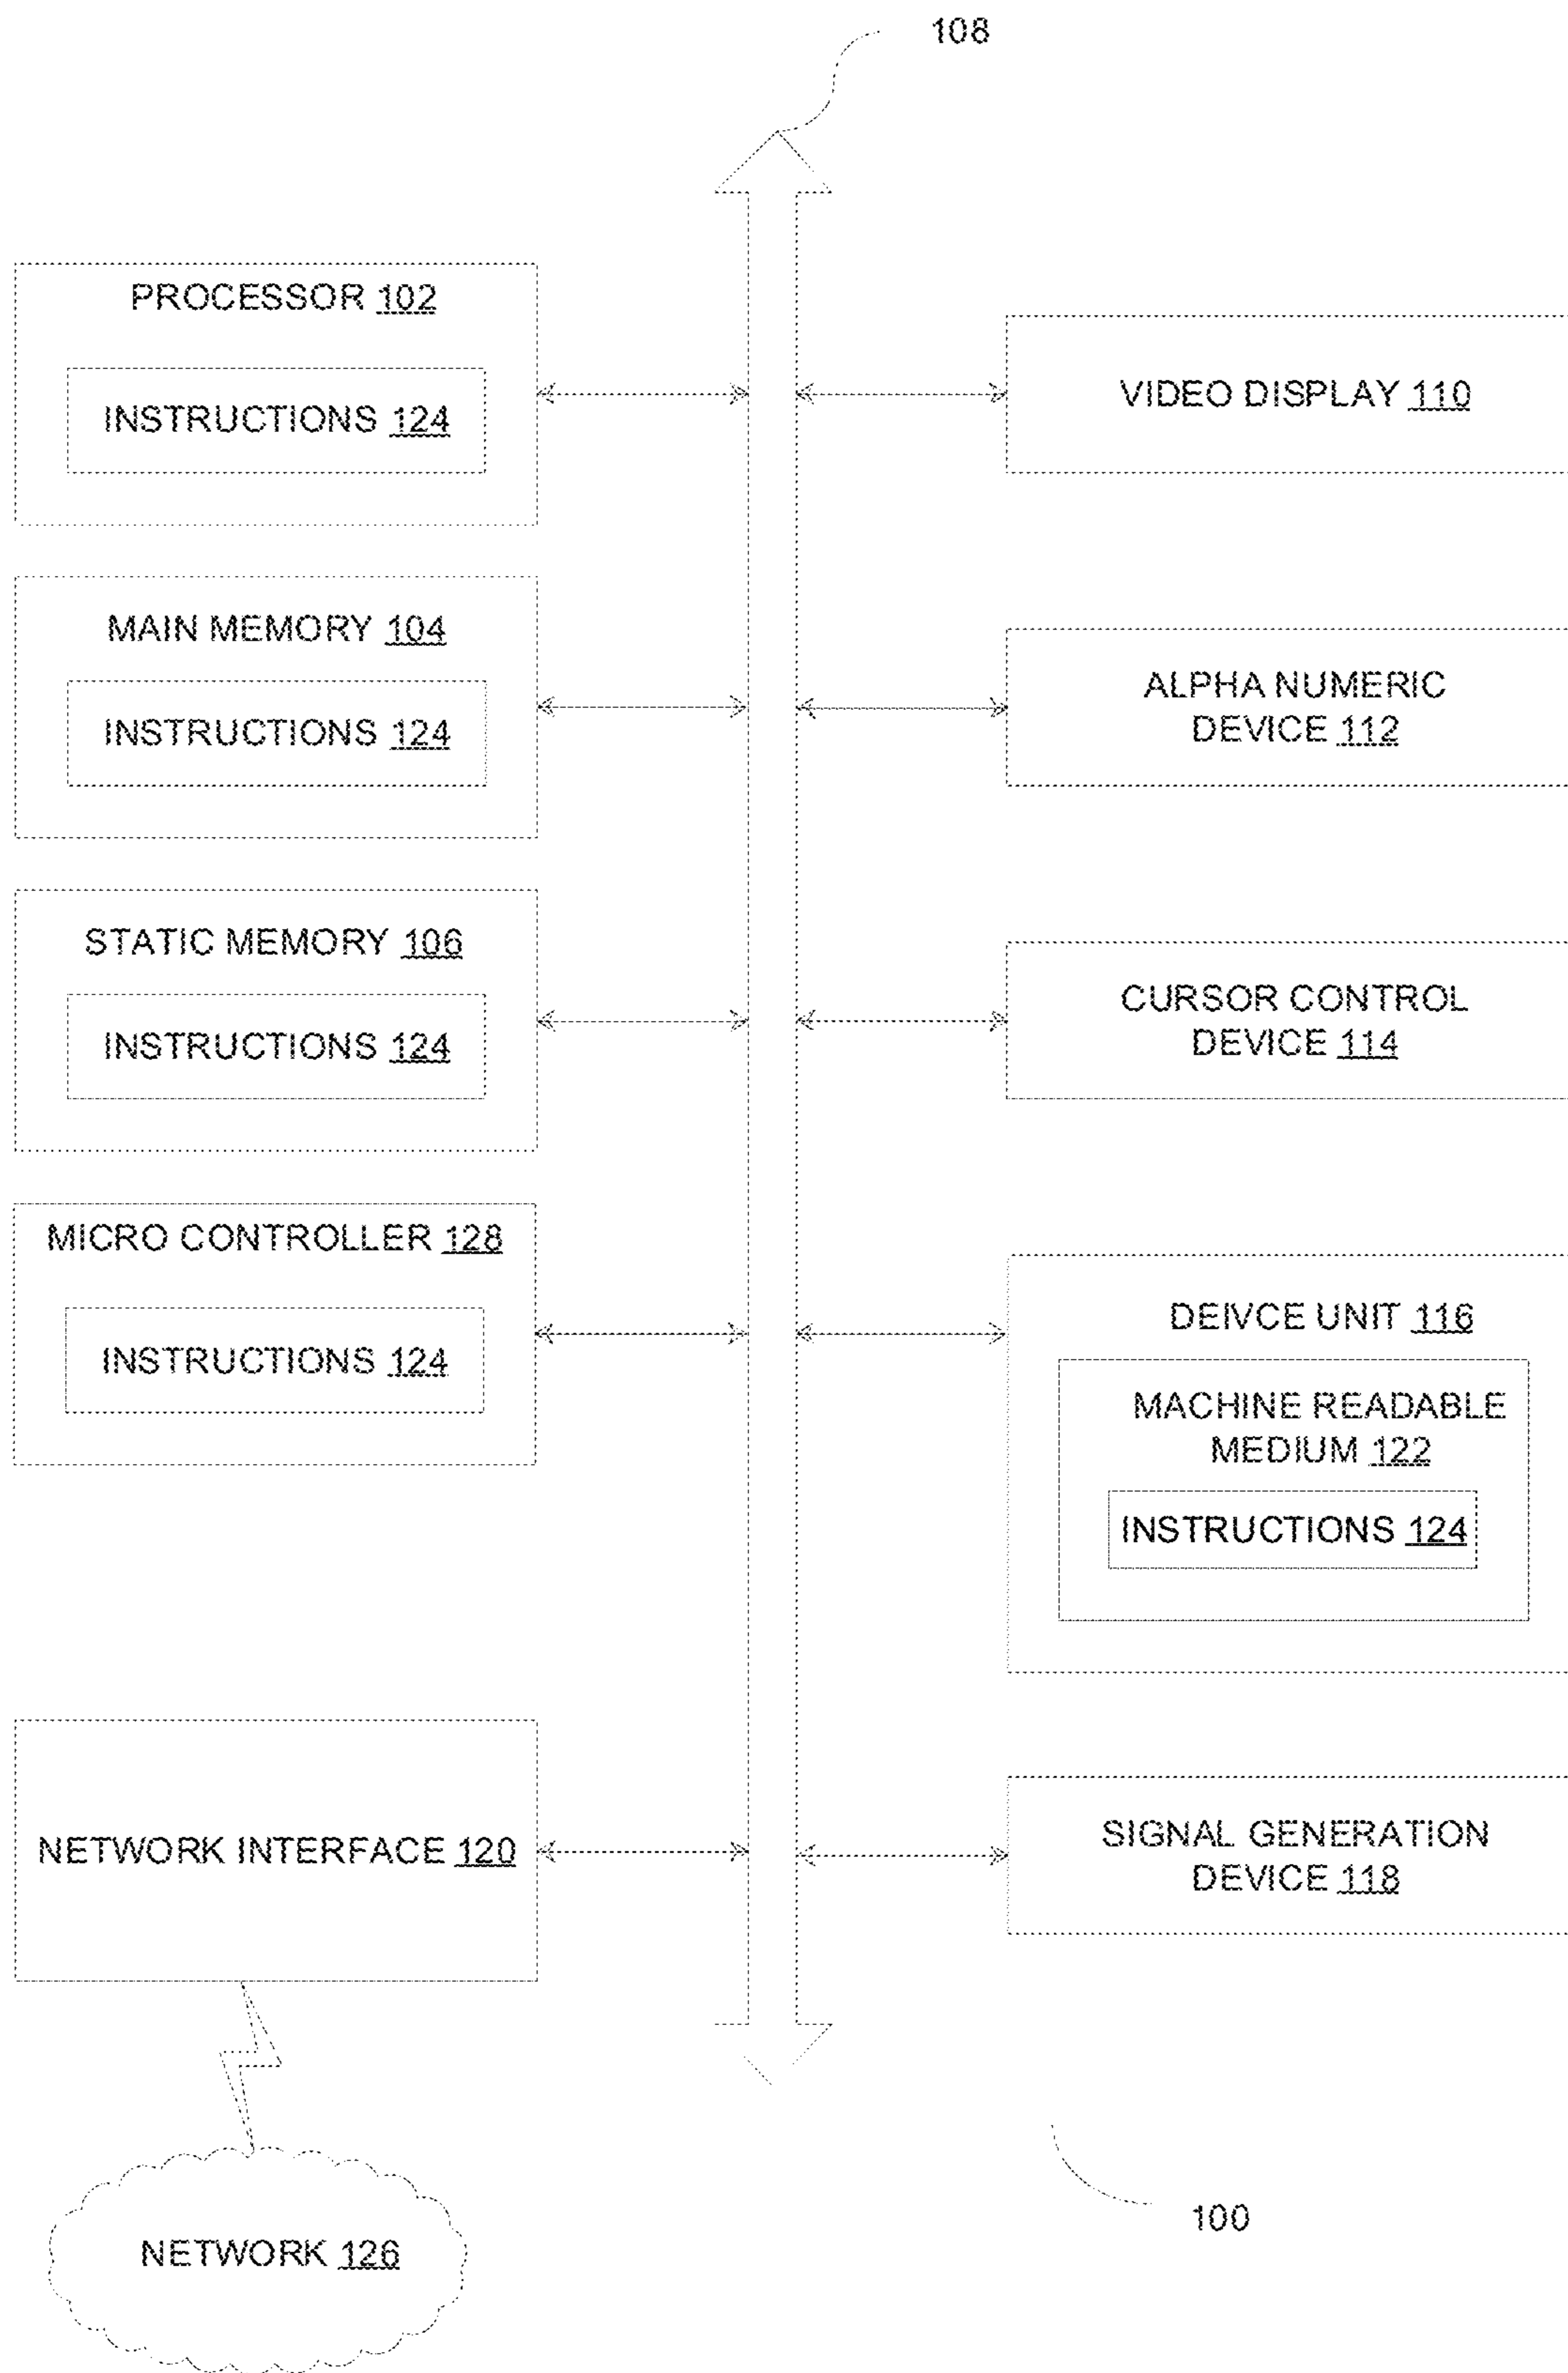 108
PROCESSOR 102
INSTRUCTIONS 124
MAIN MEMORY 104
INSTRUCTIONS 124
STATIC MEMORY 106
INSTRUCTIONS 124
MICRO CONTROLLER 128
INSTRUCTIONS 124
NETWORK INTERFACE 120
NETWORK 126
VIDEO DISPLAY 110
ALPHA NUMERIC
DEVICE 112
CURSOR CONTROL
DEVICE 114
DEIVCE UNIT 116
MACHINE READABLE
MEDIUM 122
INSTRUCTIONS 124
SIGNAL GENERATION
DEVICE 118
100